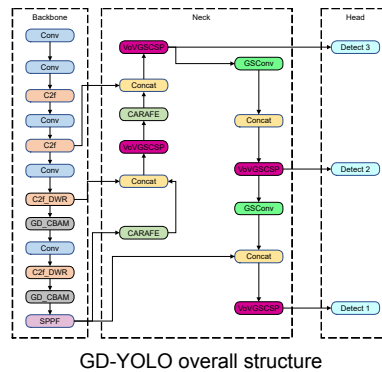 Backbone
Neck
Head
Conv
Conv
C2f
Conv
C2f
Conv
C2f_DWR
GD_CBAM
Conv
C2f_DWR
GD_CBAM
SPPF
VoVGSCSP
Concat
CARAFE
VoVGSCSP
Concat
CARAFE
GSConv
Concat
VoVGSCSP
GSConv
Concat
VoVGSCSP
Detect 3
Detect 2
Detect 1
GD-YOLO overall structure